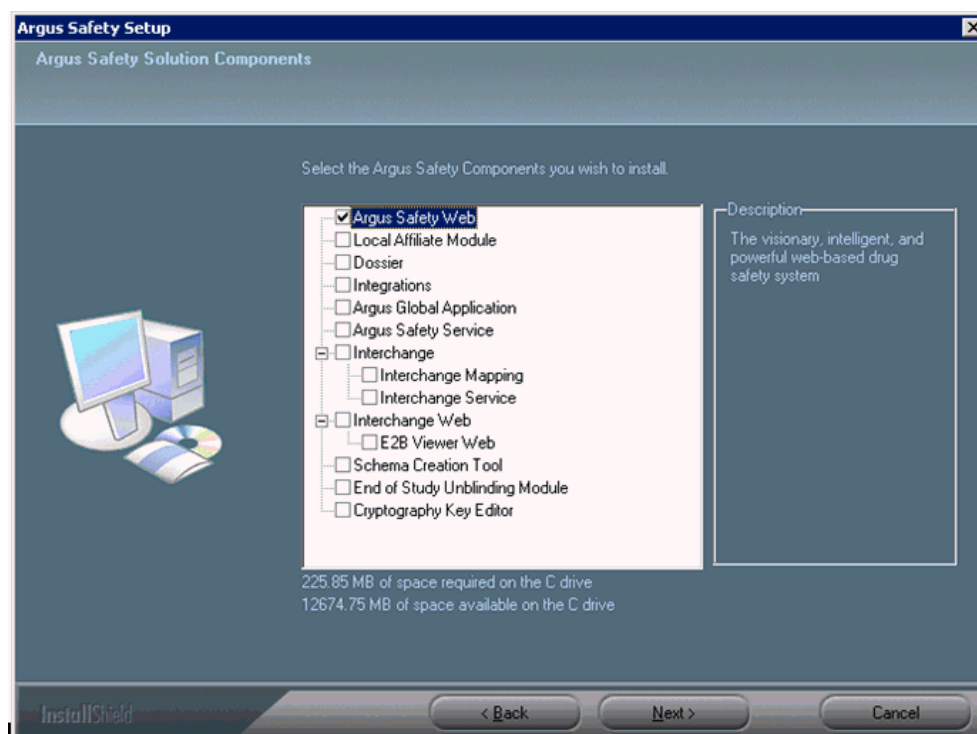 Argus Safety Setup
Argus Safety Solution Components
Select the Argus Safety Components you wish to install.
Argus Safety Web
Local Affiliate Module
Dossier
Integrations
Argus Global Application
Argus Safety Service
Interchange
Interchange Mapping
Interchange Service
Interchange Web
E2B Viewer Web
Schema Creation Tool
End of Study Unblinding Module
Cryptography Key Editor
Description
The visionary, intelligent, and
powerful web-based drug
safety system
225.85 MB of space required on the C drive
12674.75 MB of space available on the C drive
InstallShield
< Back
Next >
Cancel